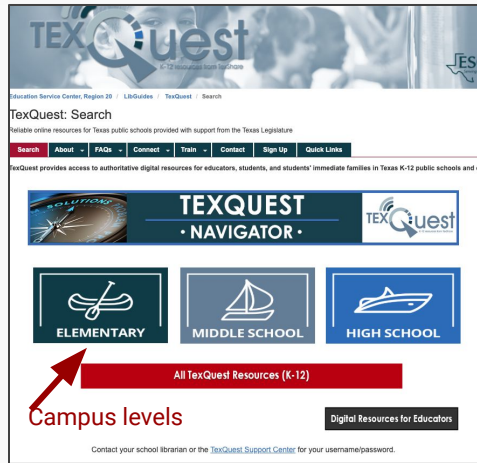 TEXQuest
K-12 resources from TexShare
ESC
Education Service Center, Region 20 / LibGuides / TexQuest / Search
TexQuest: Search
Reliable online resources for Texas public schools provided with support from the Texas Legislature
Search About FAQs Connect Train Contact Sign Up Quick Links
TexQuest provides access to authoritative digital resources for educators, students, and students' immediate families in Texas K-12 public schools and
SOLUTIONS
TEXQUEST
• NAVIGATOR •
TEXQuest
ELEMENTARY
MIDDLE SCHOOL
HIGH SCHOOL
All TexQuest Resources (K-12)
Campus levels
Digital Resources for Educators
Contact your school librarian or the TexQuest Support Center for your username/password.